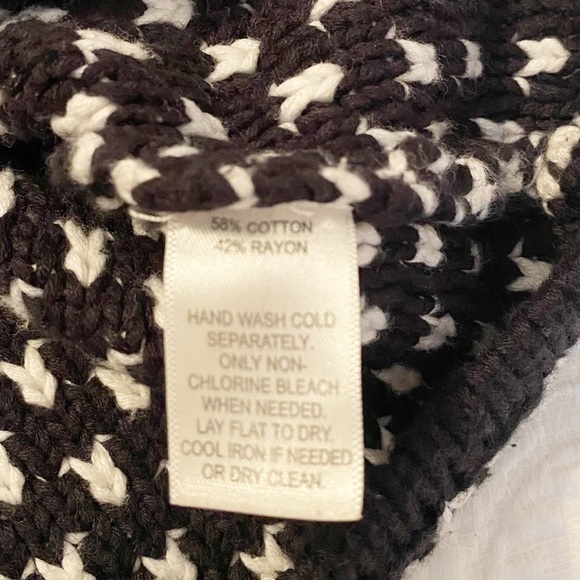 58% COTTON
42% RAYON
HAND WASH COLD
SEPARATELY.
ONLY NON-
CHLORINE BLEACH
WHEN NEEDED.
LAY FLAT TO DRY.
COOL IRON IF NEEDED
OR DRY CLEAN.